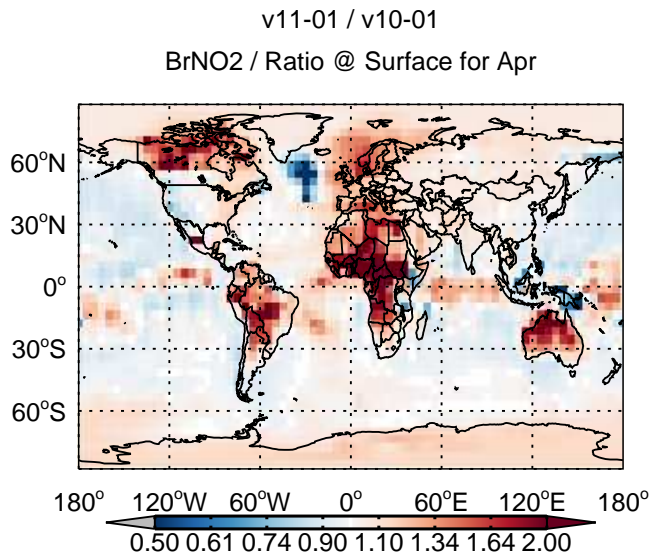 v11-01 / v10-01
BrNO2 / Ratio @ Surface for Apr
60°N
30°N
0°
30°S
60°S
180° 120°W 60°W 0° 60°E 120°E 180°
0.50 0.61 0.74 0.90 1.10 1.34 1.64 2.00